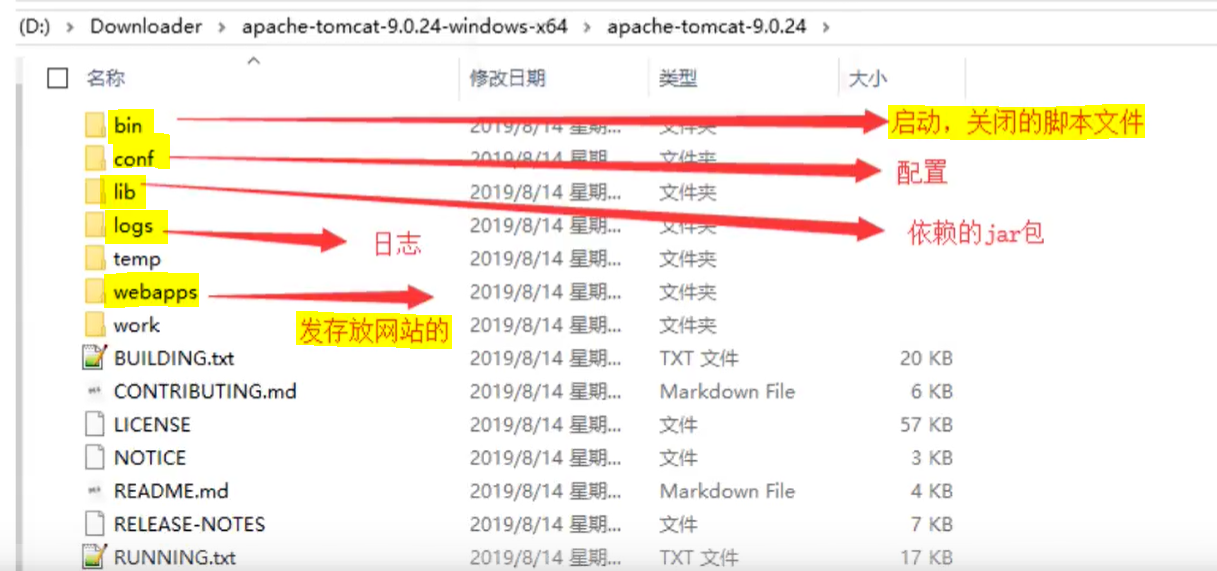 (D:) › Downloader › apache-tomcat-9.0.24-windows-x64 › apache-tomcat-9.0.24 ›
名称 修改日期 类型 大小
bin 2019/8/14 星期... 文件夹 启动，关闭的脚本文件
conf 2019/8/14 星期... 文件夹 配置
lib 2019/8/14 星期... 文件夹
logs 2019/8/14 星期... 文件夹 依赖的jar包
日志
temp 2019/8/14 星期... 文件夹
webapps 2019/8/14 星期... 文件夹
work 2019/8/14 星期... 文件夹
发存放网站的
BUILDING.txt 2019/8/14 星期... TXT 文件 20 KB
CONTRIBUTING.md 2019/8/14 星期... Markdown File 6 KB
LICENSE 2019/8/14 星期... 文件 57 KB
NOTICE 2019/8/14 星期... 文件 3 KB
README.md 2019/8/14 星期... Markdown File 4 KB
RELEASE-NOTES 2019/8/14 星期... 文件 7 KB
RUNNING.txt 2019/8/14 星期... TXT 文件 17 KB